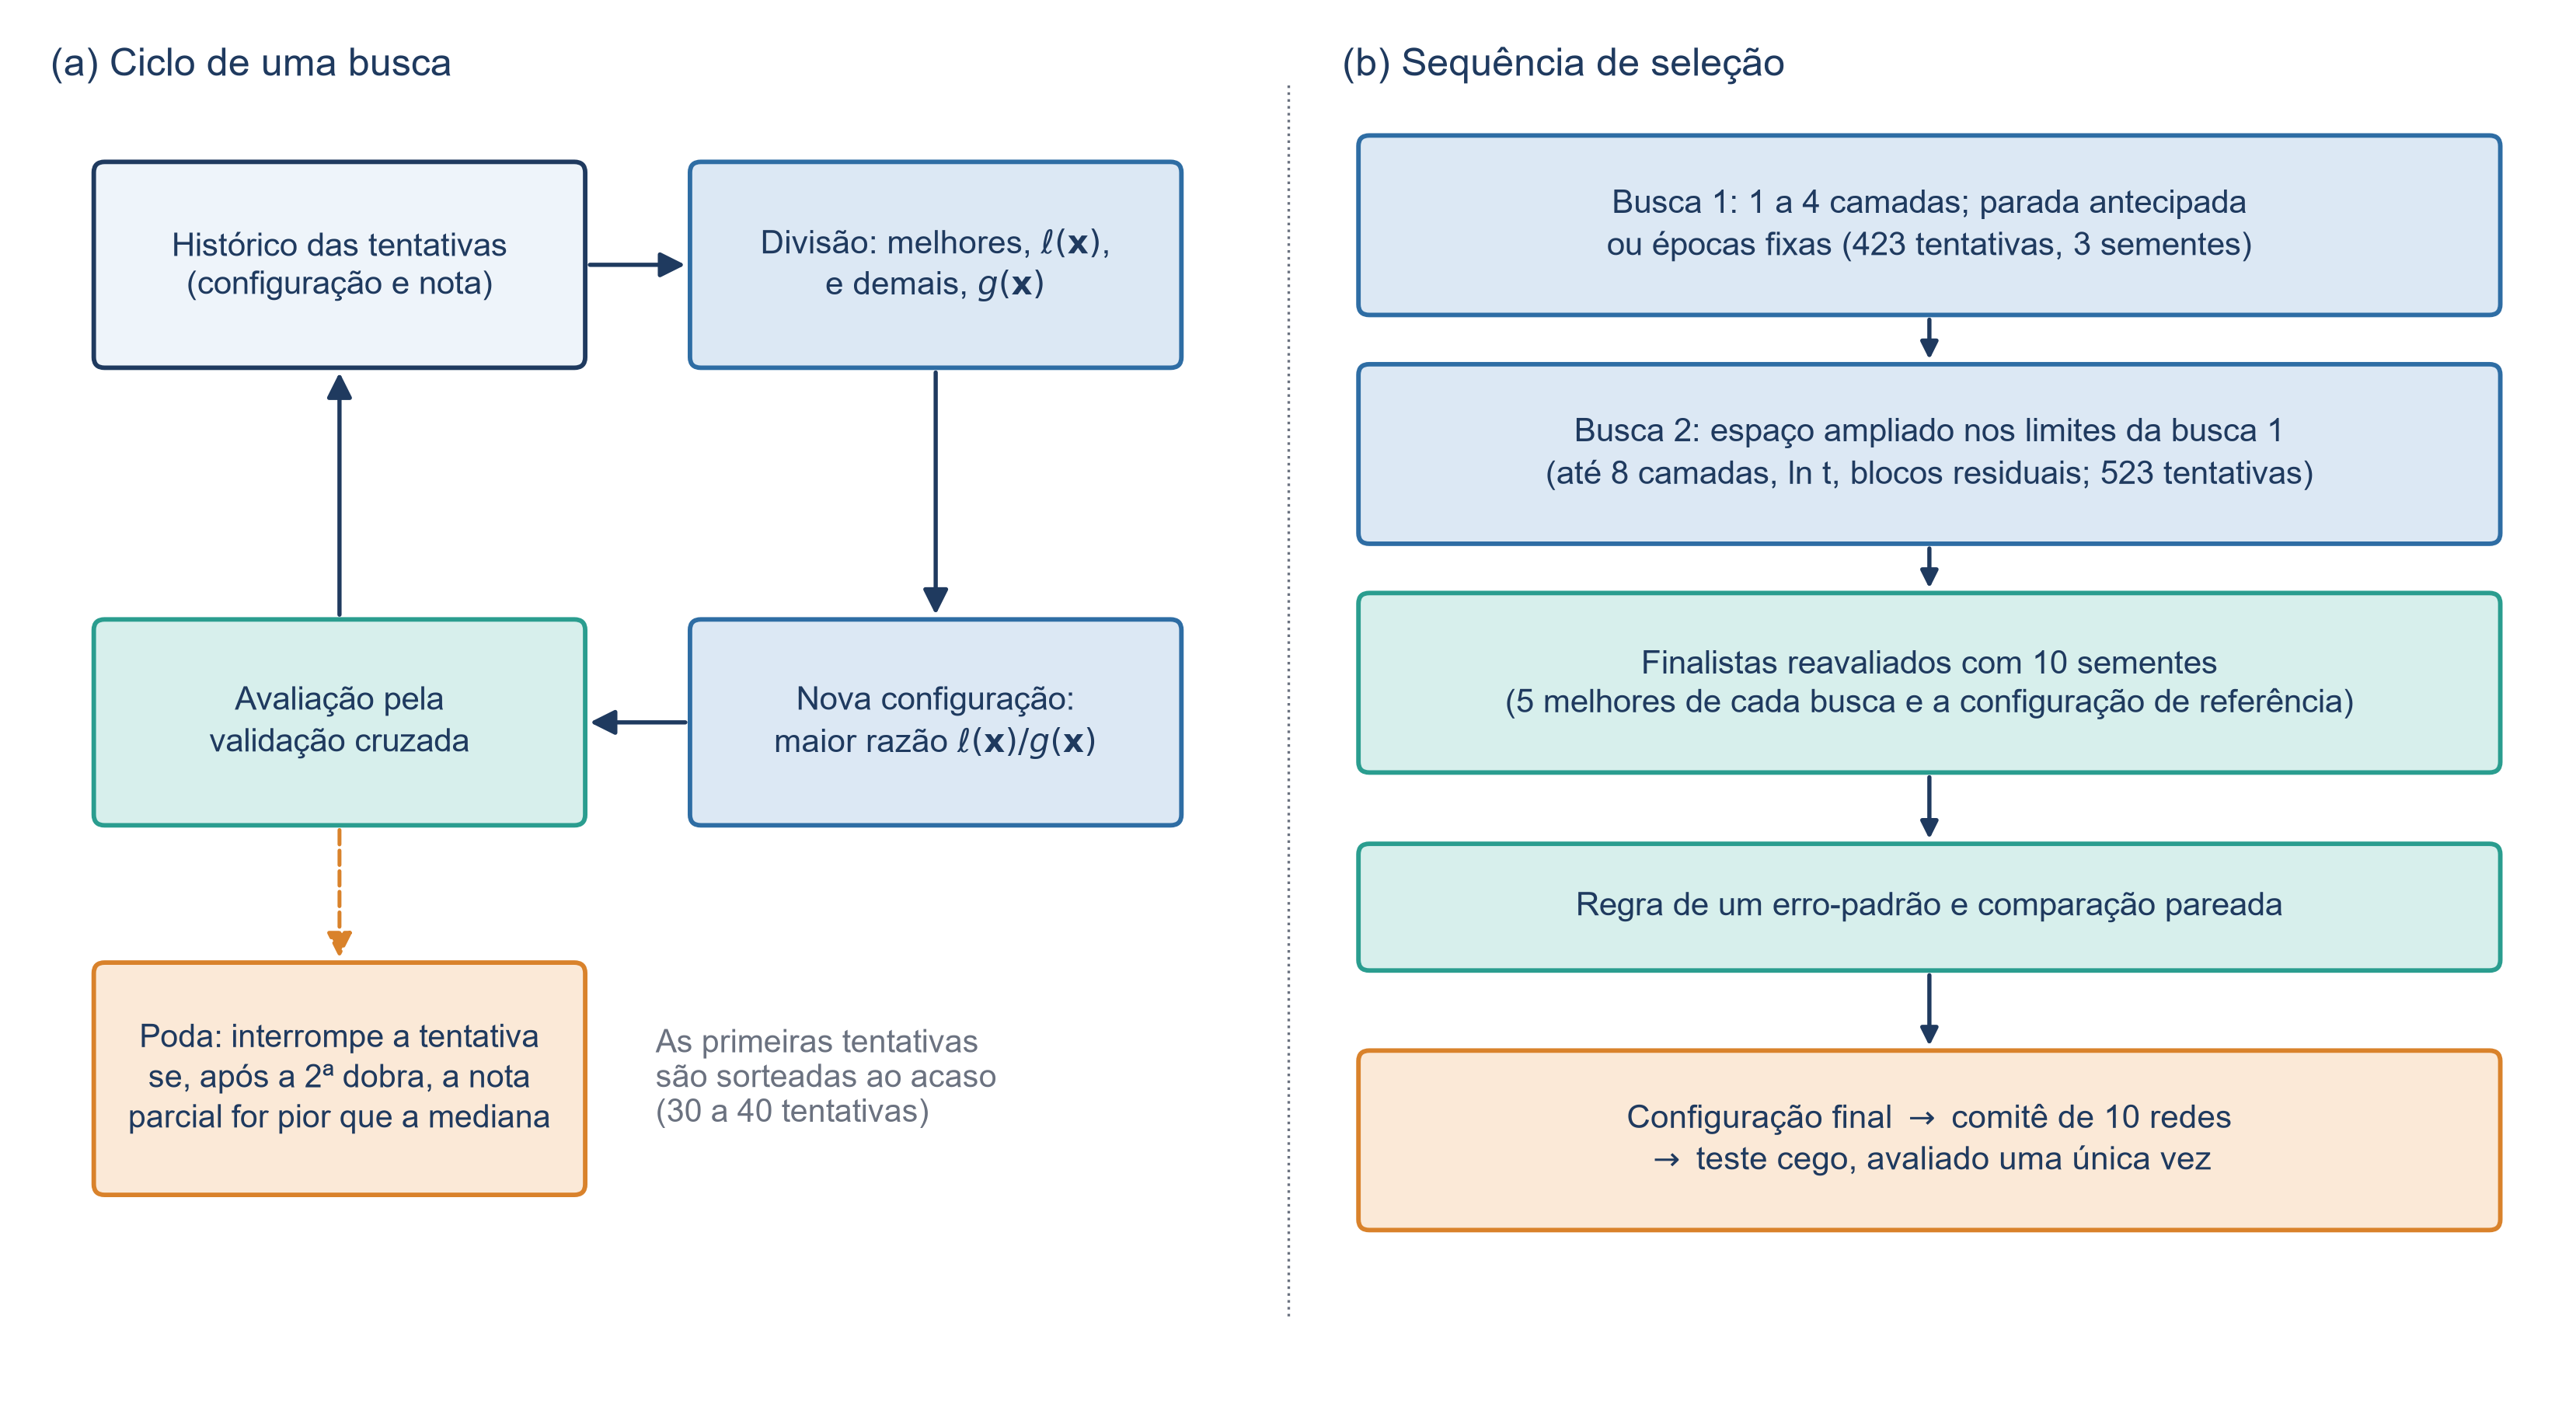 (a) Ciclo de uma busca
Histórico das tentativas
(configuração e nota)
Divisão: melhores, ℓ(x),
e demais, g(x)
Avaliação pela
validação cruzada
Nova configuração:
maior razão ℓ(x)/g(x)
Poda: interrompe a tentativa
se, após a 2ª dobra, a nota
parcial for pior que a mediana
As primeiras tentativas
são sorteadas ao acaso
(30 a 40 tentativas)
(b) Sequência de seleção
Busca 1: 1 a 4 camadas; parada antecipada
ou épocas fixas (423 tentativas, 3 sementes)
Busca 2: espaço ampliado nos limites da busca 1
(até 8 camadas, ln t, blocos residuais; 523 tentativas)
Finalistas reavaliados com 10 sementes
(5 melhores de cada busca e a configuração de referência)
Regra de um erro-padrão e comparação pareada
Configuração final → comitê de 10 redes
→ teste cego, avaliado uma única vez